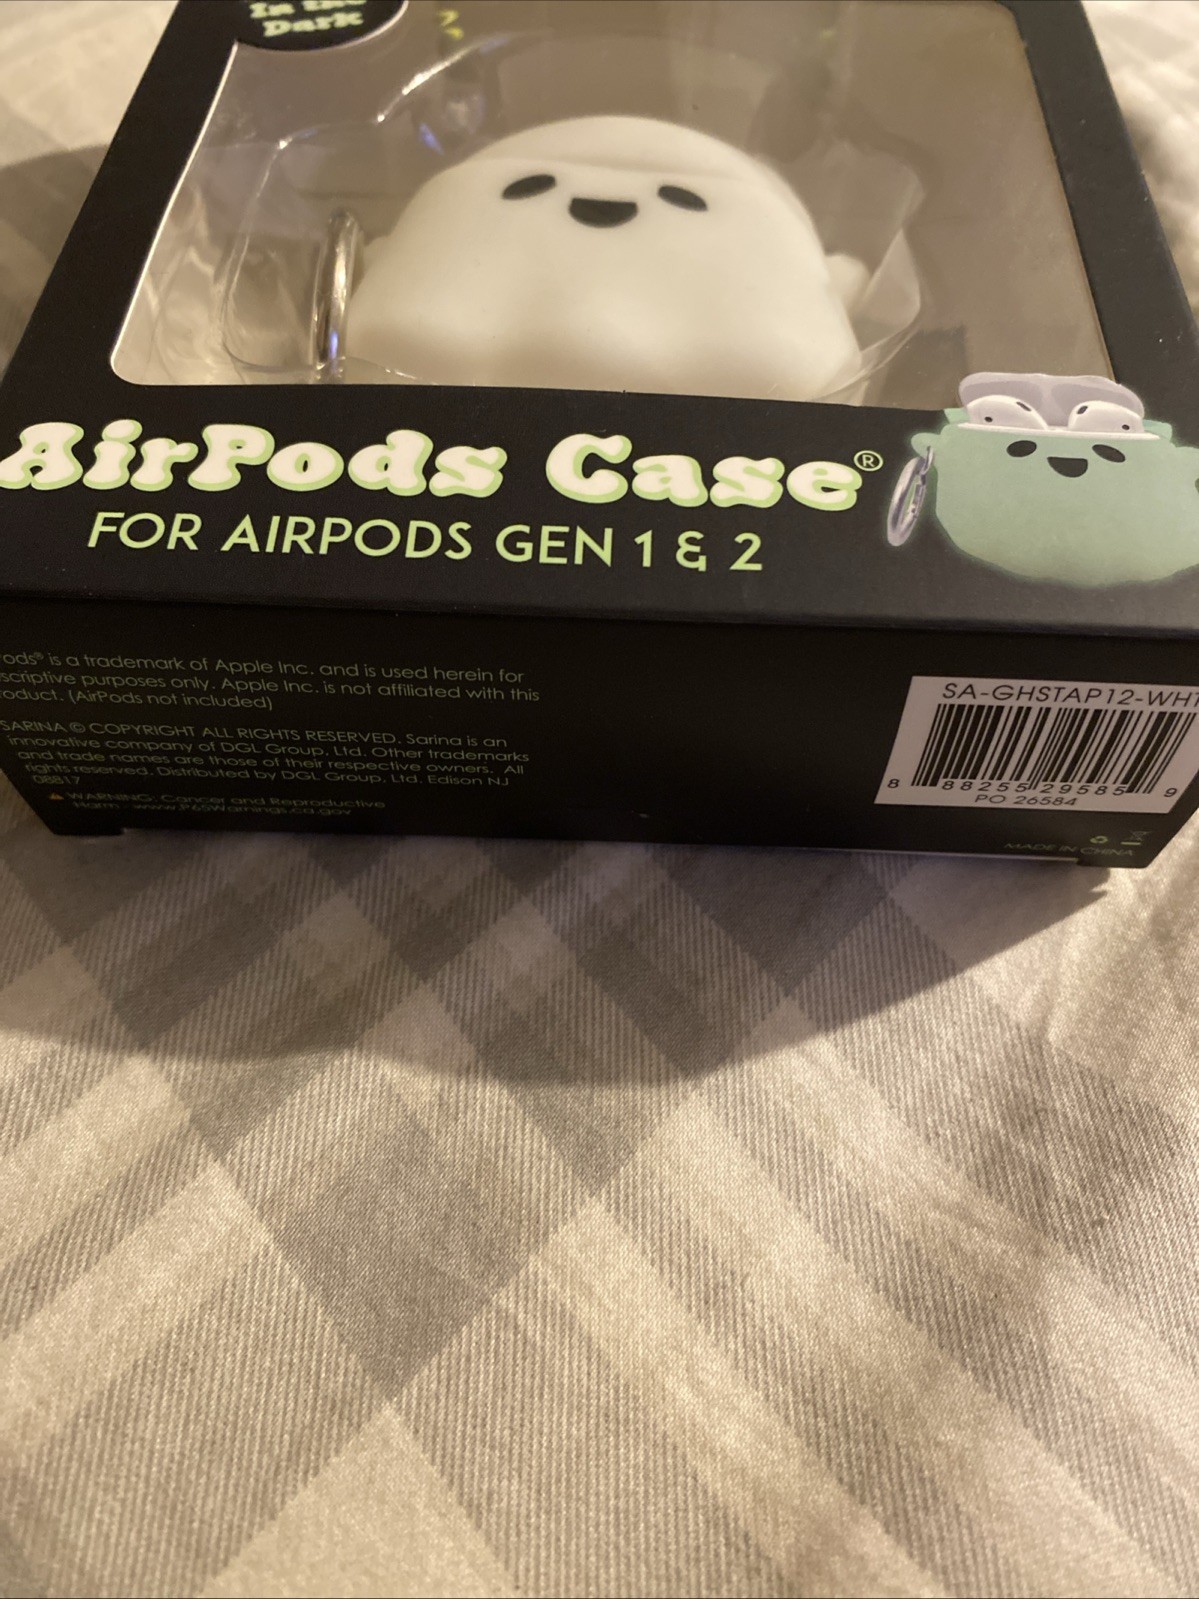 In the
Dark
AirPods Case®
FOR AIRPODS GEN 1 & 2
ods® is a trademark of Apple Inc. and is used herein for
scriptive purposes only. Apple Inc. is not affiliated with this
oduct. (AirPods not included)
SARINA © COPYRIGHT ALL RIGHTS RESERVED. Sarina is an
innovative company of DGL Group, Ltd. Other trademarks
and trade names are those of their respective owners. All
rights reserved. Distributed by DGL Group, Ltd. Edison NJ
08817
WARNING: Cancer and Reproductive
Harm - www.P65Warnings.ca.gov
SA-GHSTAP12-WHT
8 88255 29585 9
PO 26584
MADE IN CHINA